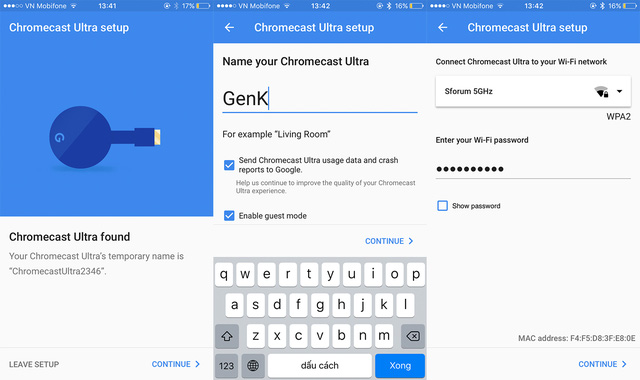 VN Mobifone 13:41 17%
Chromecast Ultra setup
G
Chromecast Ultra found
Your Chromecast Ultra's temporary name is
“ChromecastUltra2346”.
LEAVE SETUP CONTINUE
VN Mobifone 13:42 16%
Chromecast Ultra setup
Name your Chromecast Ultra
GenK
For example “Living Room”
Send Chromecast Ultra usage data and crash
reports to Google.
Help us continue to improve the quality of your Chromecast
Ultra experience.
Enable guest mode
CONTINUE
q w e r t y u i o p
a s d f g h j k l
z x c v b n m
123 dấu cách Xong
VN Mobifone 13:42 16%
Chromecast Ultra setup
Connect Chromecast Ultra to your Wi-Fi network
Sforum 5GHz
WPA2
Enter your Wi-Fi password
Show password
MAC address: F4:F5:D8:3F:E8:0E
CONTINUE